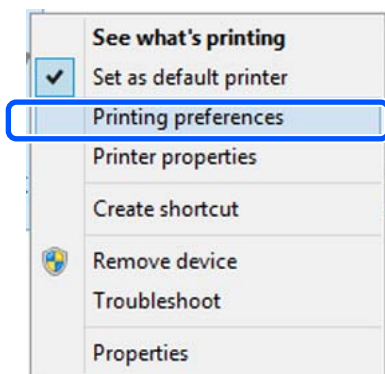 See what's printing
Set as default printer
Printing preferences
Printer properties
Create shortcut
Remove device
Troubleshoot
Properties